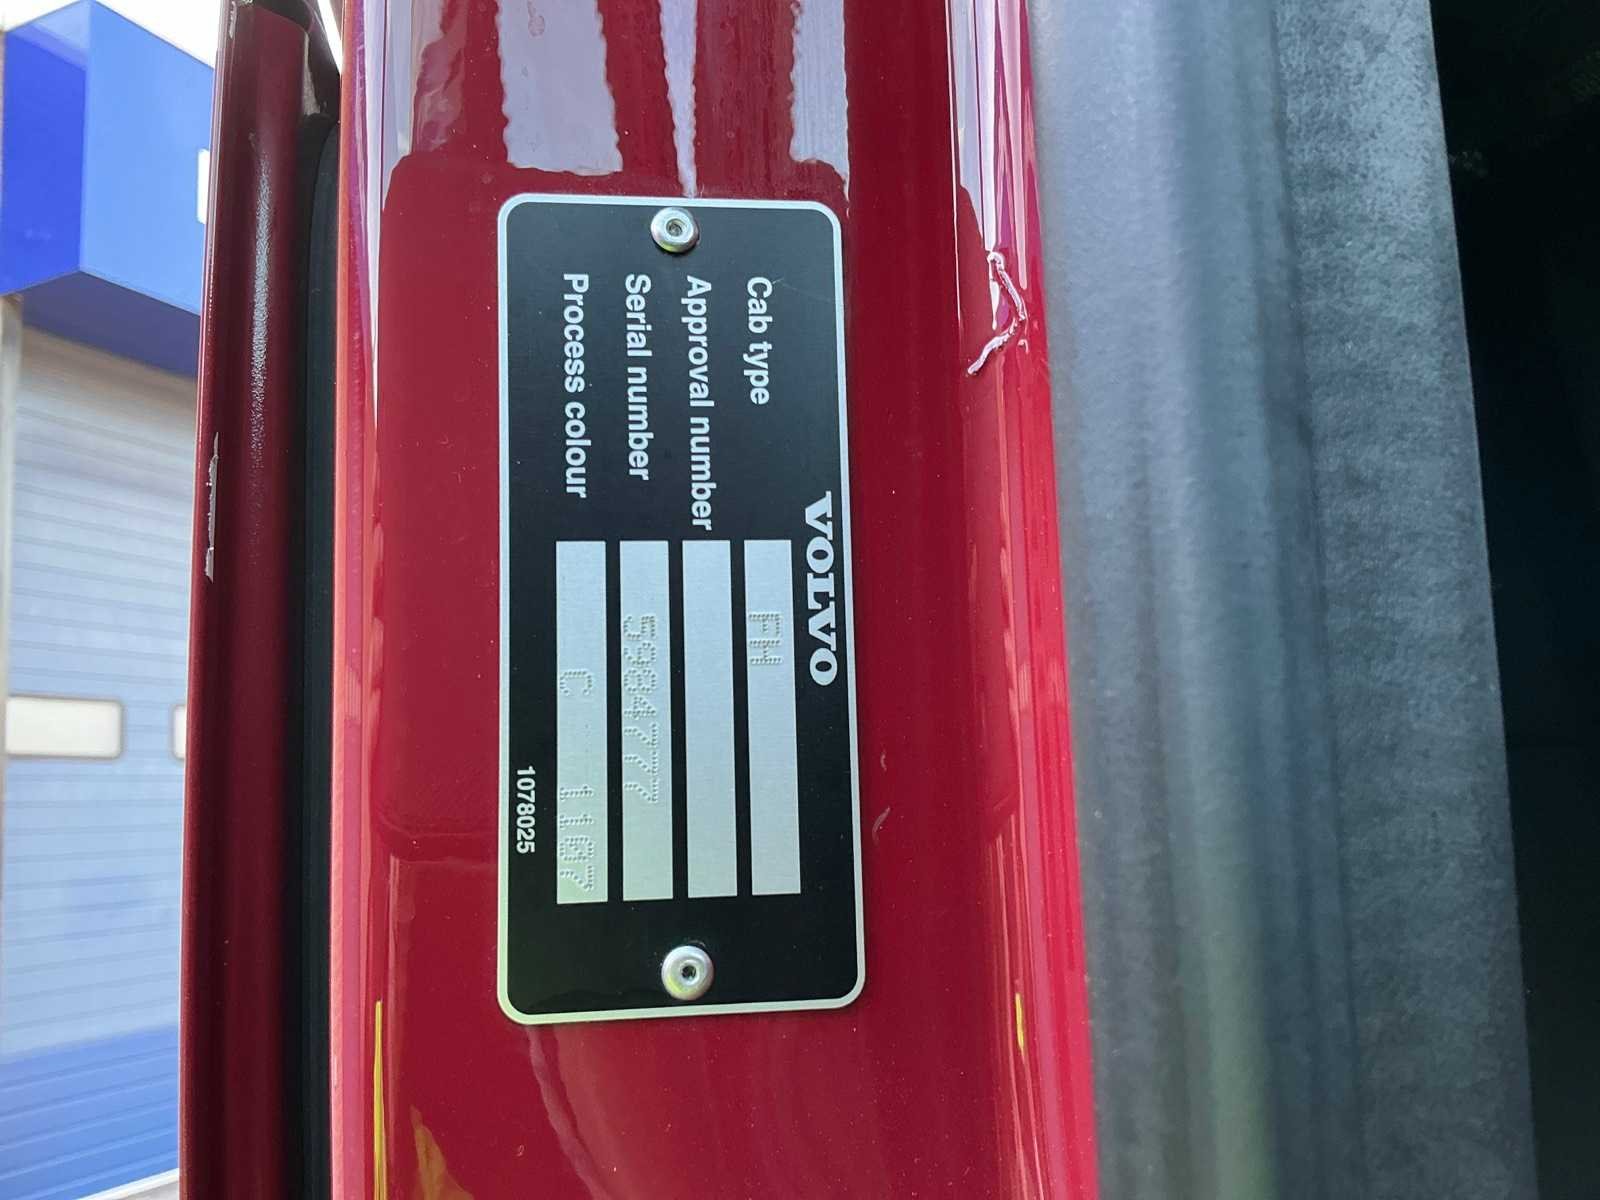 VOLVO
Cab type FH
Approval number
Serial number 5984777
Process colour C 1107
1078025